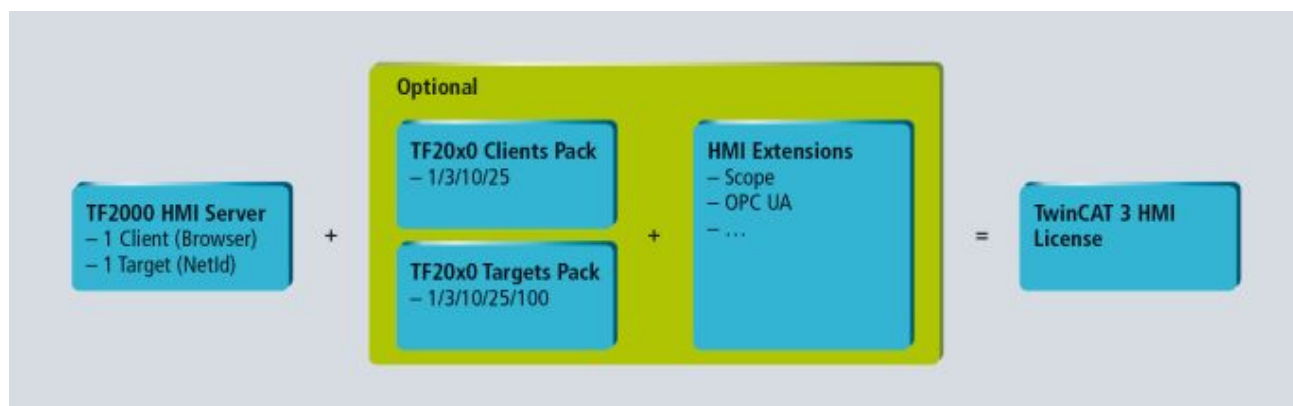 Optional
TF2000 HMI Server
– 1 Client (Browser)
– 1 Target (NetId)
+
TF20x0 Clients Pack
– 1/3/10/25
TF20x0 Targets Pack
– 1/3/10/25/100
+
HMI Extensions
– Scope
– OPC UA
– ...
=
TwinCAT 3 HMI
License